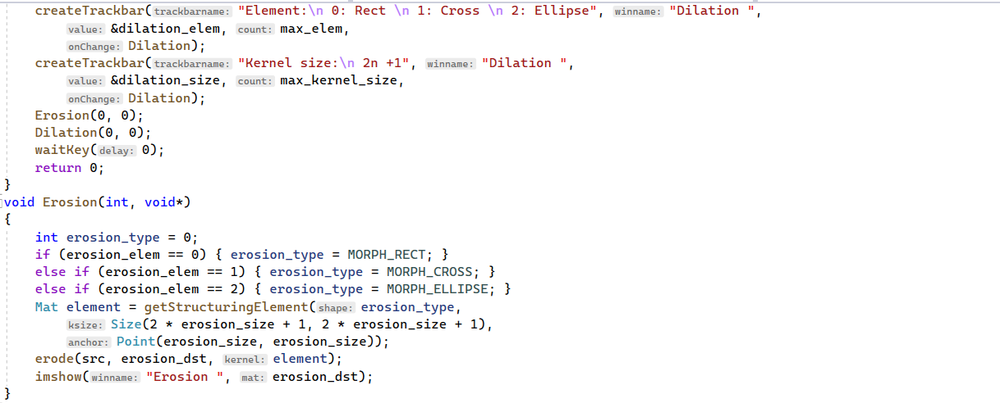 createTrackbar(trackbarname: "Element:\n 0: Rect \n 1: Cross \n 2: Ellipse", winname: "Dilation ",
value: &dilation_elem, count: max_elem,
onChange: Dilation);
createTrackbar(trackbarname: "Kernel size:\n 2n +1", winname: "Dilation ",
value: &dilation_size, count: max_kernel_size,
onChange: Dilation);
Erosion(0, 0);
Dilation(0, 0);
waitKey(delay: 0);
return 0;
}
void Erosion(int, void*)
{
int erosion_type = 0;
if (erosion_elem == 0) { erosion_type = MORPH_RECT; }
else if (erosion_elem == 1) { erosion_type = MORPH_CROSS; }
else if (erosion_elem == 2) { erosion_type = MORPH_ELLIPSE; }
Mat element = getStructuringElement(shape: erosion_type,
ksize: Size(2 * erosion_size + 1, 2 * erosion_size + 1),
anchor: Point(erosion_size, erosion_size));
erode(src, erosion_dst, kernel: element);
imshow(winname: "Erosion ", mat: erosion_dst);
}